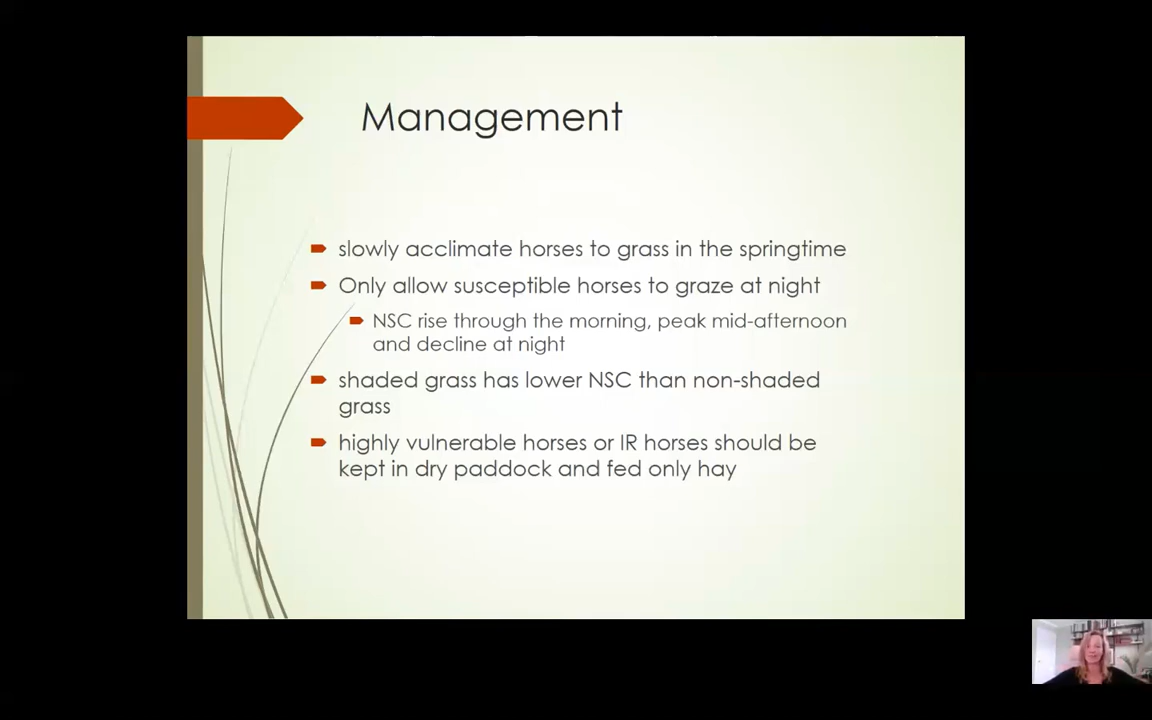 Management
slowly acclimate horses to grass in the springtime
Only allow susceptible horses to graze at night
NSC rise through the morning, peak mid-afternoon
and decline at night
shaded grass has lower NSC than non-shaded
grass
highly vulnerable horses or IR horses should be
kept in dry paddock and fed only hay